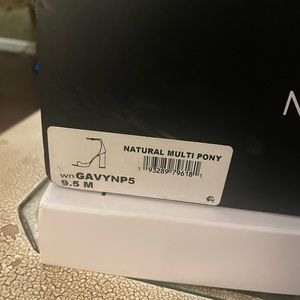 NATURAL MULTI PONY
1 93289 79618 1
wn GAVYNP5
9.5 M